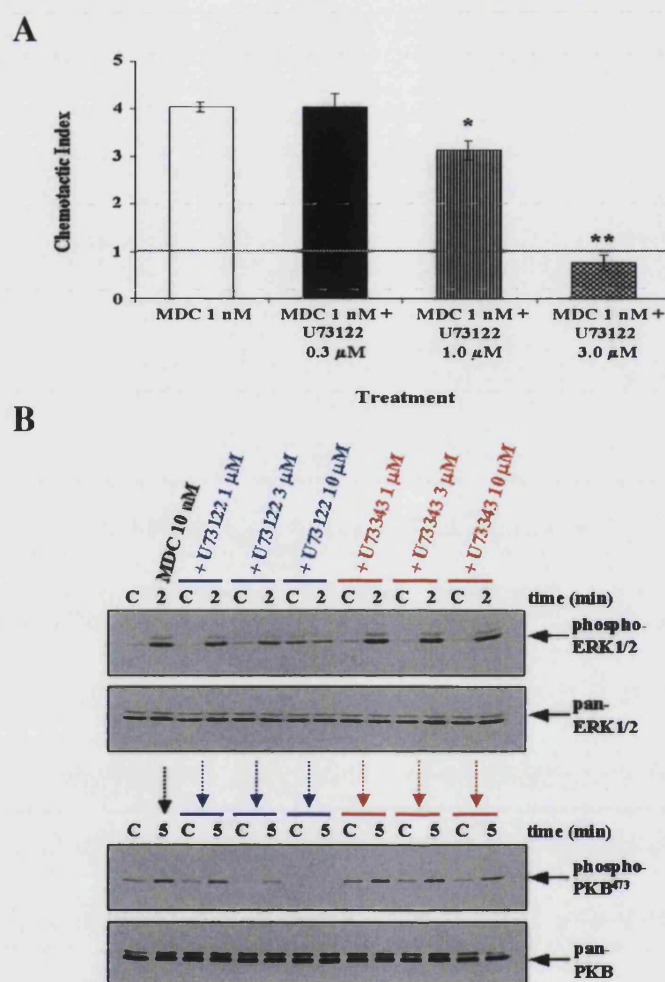 A
Chemotactic Index
5
4
3
2
1
0
*
**
MDC 1 nM
MDC 1 nM +
U73122
0.3 µM
MDC 1 nM +
U73122
1.0 µM
MDC 1 nM +
U73122
3.0 µM
Treatment
B
MDC 10 nM
+ U73122 1 µM
+ U73122 3 µM
+ U73122 10 µM
+ U73343 1 µM
+ U73343 3 µM
+ U73343 10 µM
C 2 C 2 C 2 C 2 C 2 C 2 C 2 time (min)
phospho-
ERK1/2
pan-
ERK1/2
C 5 C 5 C 5 C 5 C 5 C 5 C 5 time (min)
phospho-
PKB473
pan-
PKB